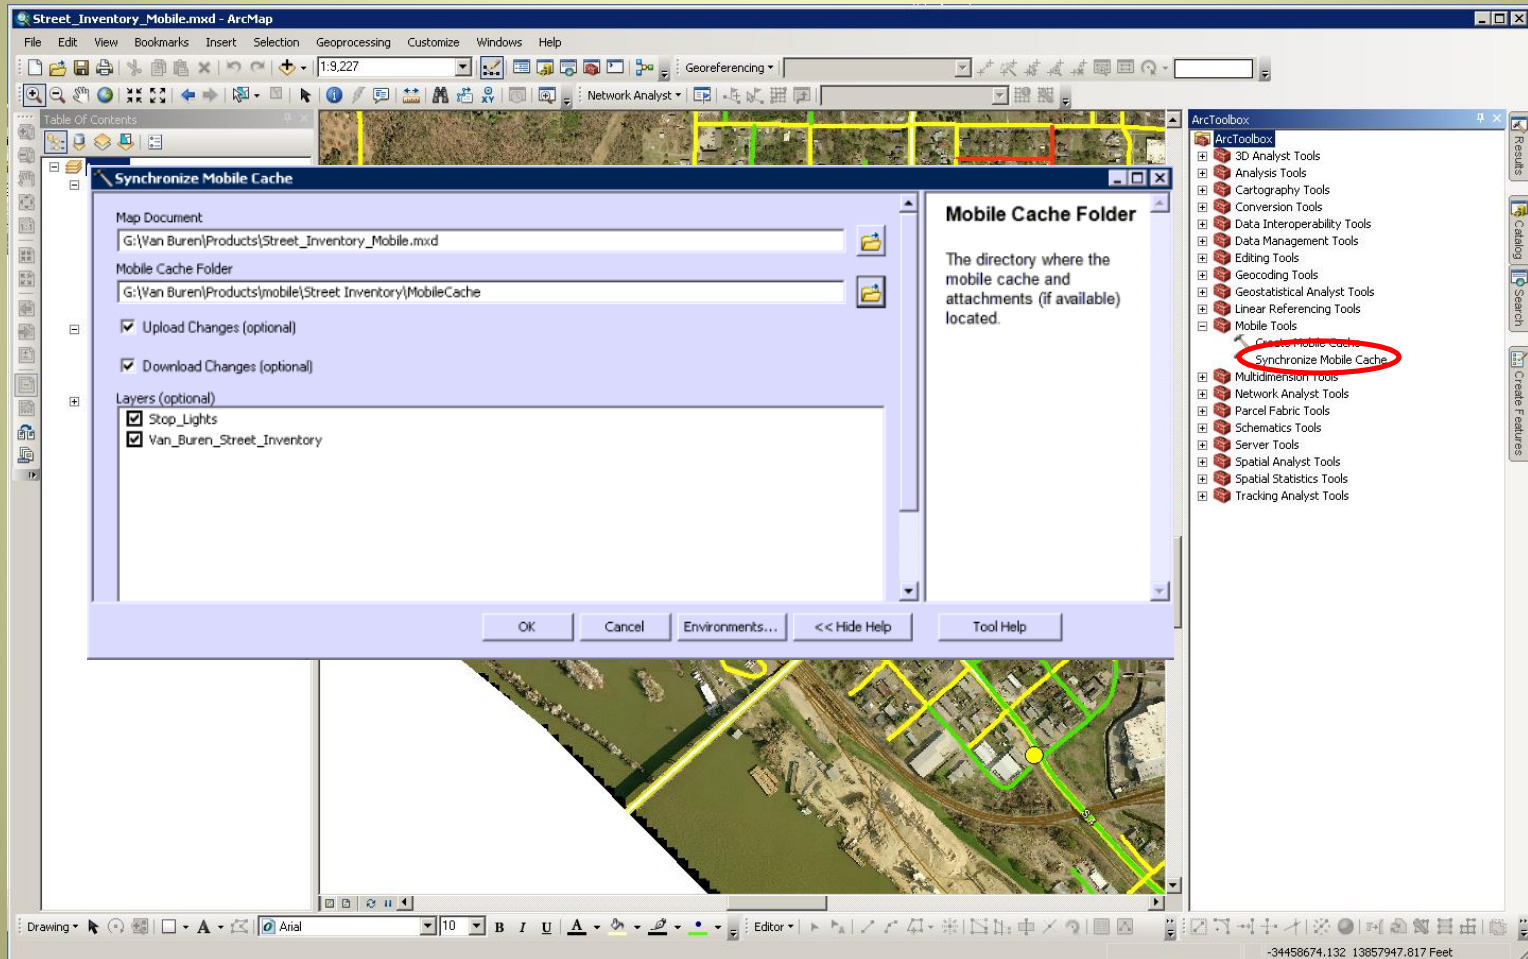 Street_Inventory_Mobile.mxd - ArcMap
File Edit View Bookmarks Insert Selection Geoprocessing Customize Windows Help
1:9,227
Georeferencing
Network Analyst
Table Of Contents
Synchronize Mobile Cache
Map Document
G:\Van Buren\Products\Street_Inventory_Mobile.mxd
Mobile Cache Folder
G:\Van Buren\Products\mobile\Street Inventory\MobileCache
Upload Changes (optional)
Download Changes (optional)
Layers (optional)
Stop_Lights
Van_Buren_Street_Inventory
OK Cancel Environments... << Hide Help Tool Help
Mobile Cache Folder
The directory where the
mobile cache and
attachments (if available)
located.
ArcToolbox
ArcToolbox
3D Analyst Tools
Analysis Tools
Cartography Tools
Conversion Tools
Data Interoperability Tools
Data Management Tools
Editing Tools
Geocoding Tools
Geostatistical Analyst Tools
Linear Referencing Tools
Mobile Tools
Create Mobile Cache
Synchronize Mobile Cache
Multidimension Tools
Network Analyst Tools
Parcel Fabric Tools
Schematics Tools
Server Tools
Spatial Analyst Tools
Spatial Statistics Tools
Tracking Analyst Tools
Results
Catalog
Search
Create Features
Drawing
A
Arial
10
B I U A
Editor
-34458674.132 13857947.817 Feet